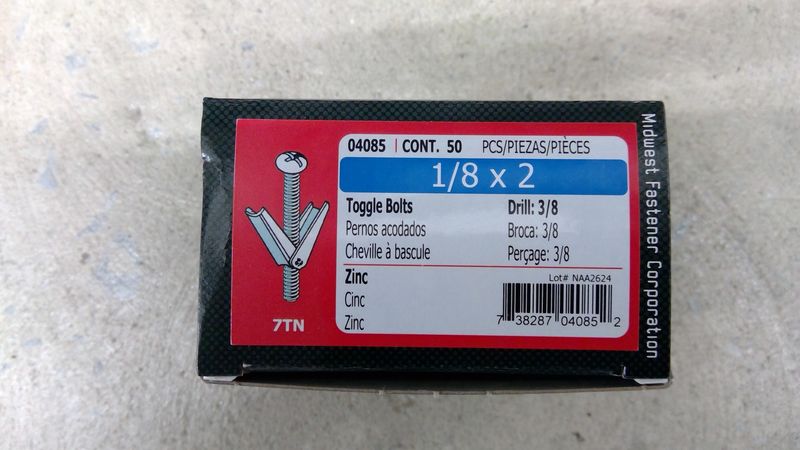 04085 | CONT. 50 PCS/PIEZAS/PIÈCES
1/8 x 2
Toggle Bolts Drill: 3/8
Pernos acodados Broca: 3/8
Cheville à bascule Perçage: 3/8
Zinc Lot# NAA2624
Cinc
Zinc
7 38287 04085 2
7TN
Midwest Fastener Corporation